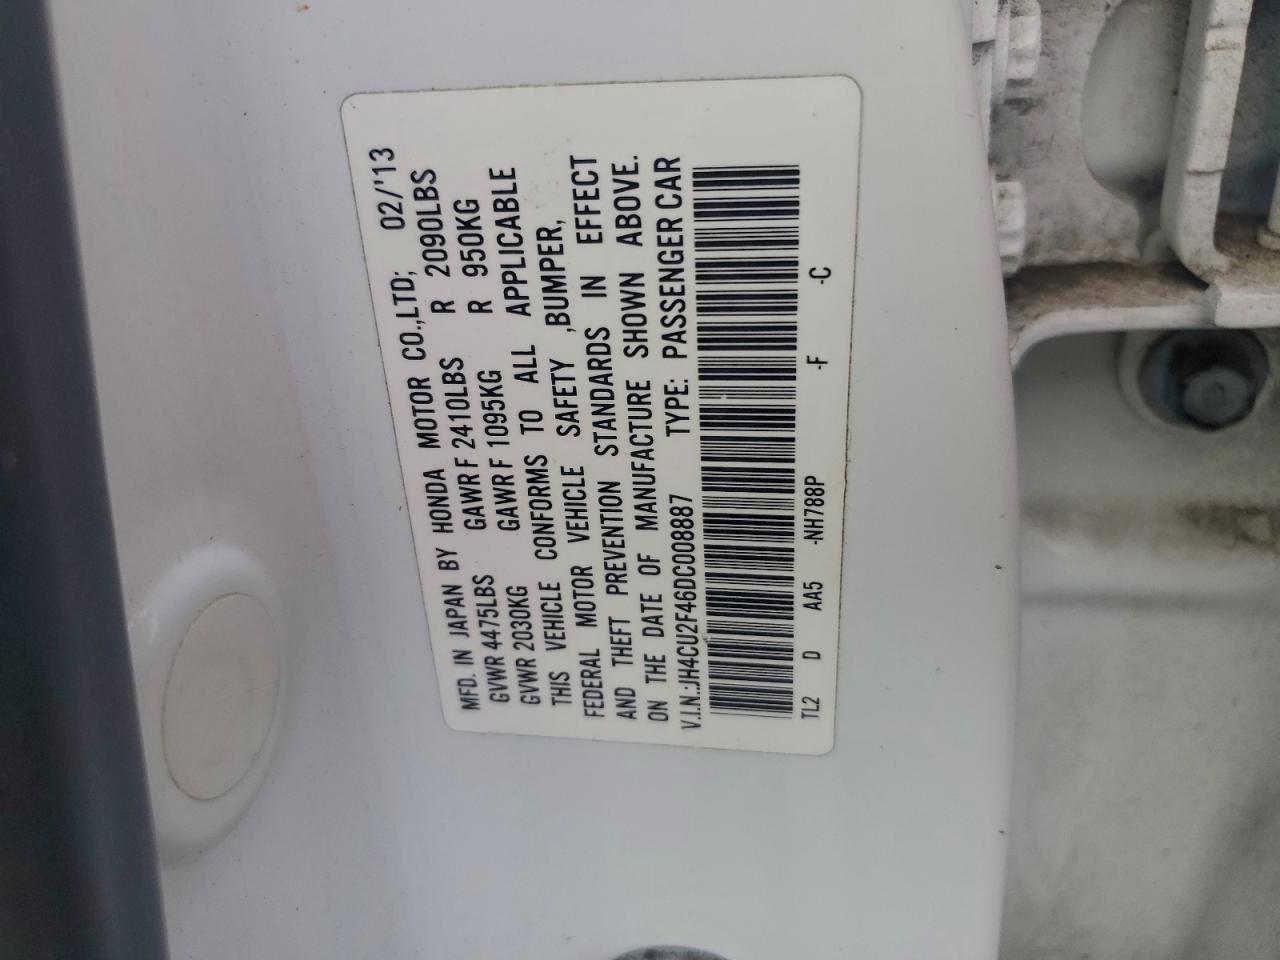 MFD. IN JAPAN BY HONDA MOTOR CO.,LTD; 02/'13
GVWR 4475LBS GAWR F 2410LBS R 2090LBS
GVWR 2030KG GAWR F 1095KG R 950KG
THIS VEHICLE CONFORMS TO ALL APPLICABLE
FEDERAL MOTOR VEHICLE SAFETY ,BUMPER,
AND THEFT PREVENTION STANDARDS IN EFFECT
ON THE DATE OF MANUFACTURE SHOWN ABOVE.
V.I.N.:JH4CU2F46DC008887 TYPE: PASSENGER CAR
TL2 D AA5 -NH788P -F -C